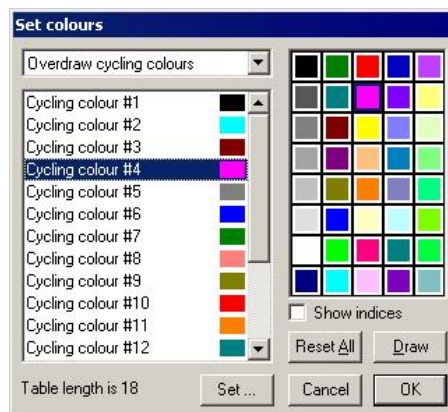 Set colours
Overdraw cycling colours
Cycling colour #1
Cycling colour #2
Cycling colour #3
Cycling colour #4
Cycling colour #5
Cycling colour #6
Cycling colour #7
Cycling colour #8
Cycling colour #9
Cycling colour #10
Cycling colour #11
Cycling colour #12
Show indices
Reset All
Draw
Table length is 18
Set ...
Cancel
OK